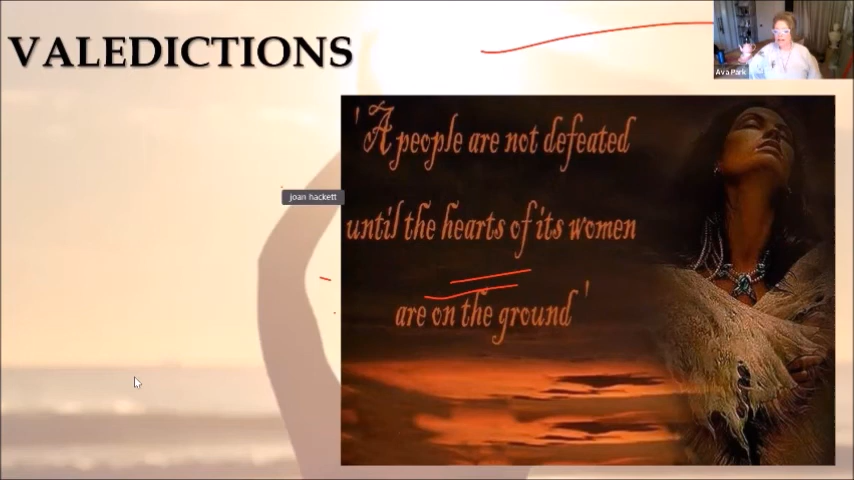 VALEDICTIONS
Ava Park
'A people are not defeated
joan hackett
until the hearts of its women
are on the ground'